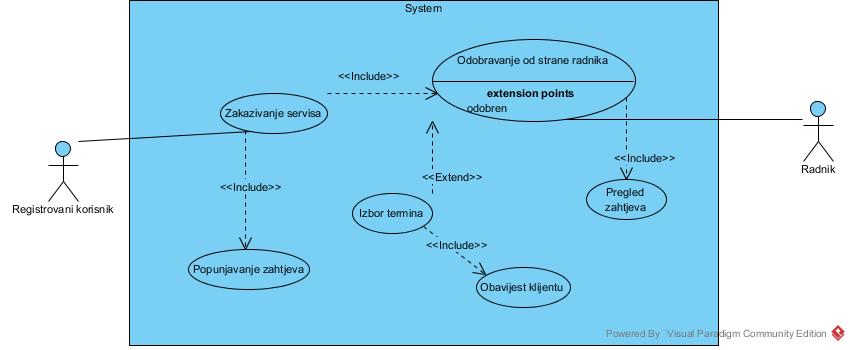 System
Odobravanje od strane radnika
<<Include>>
extension points
odobren
Zakazivanje servisa
<<Include>>
Radnik
<<Extend>>
<<Include>>
Pregled
zahtjeva
Registrovani korisnik
Izbor termina
<<Include>>
Popunjavanje zahtjeva
Obavijest klijentu
Powered By Visual Paradigm Community Edition